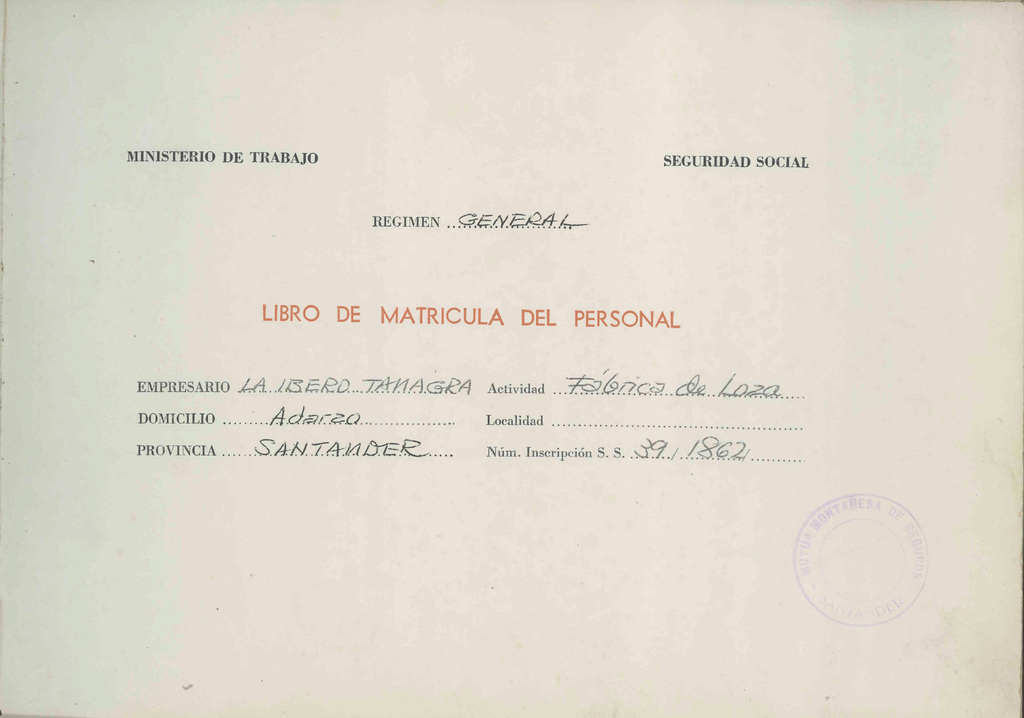 MINISTERIO DE TRABAJO
SEGURIDAD SOCIAL
REGIMEN GENERAL
LIBRO DE MATRICULA DEL PERSONAL
EMPRESARIO LA IBERO TANAGRA Actividad Fábrica de Loza
DOMICILIO Adarzo Localidad
PROVINCIA SANTANDER Núm. Inscripción S. S. 39/1862
MUTUA MONTAÑESA DE SEGUROS
SANTANDER